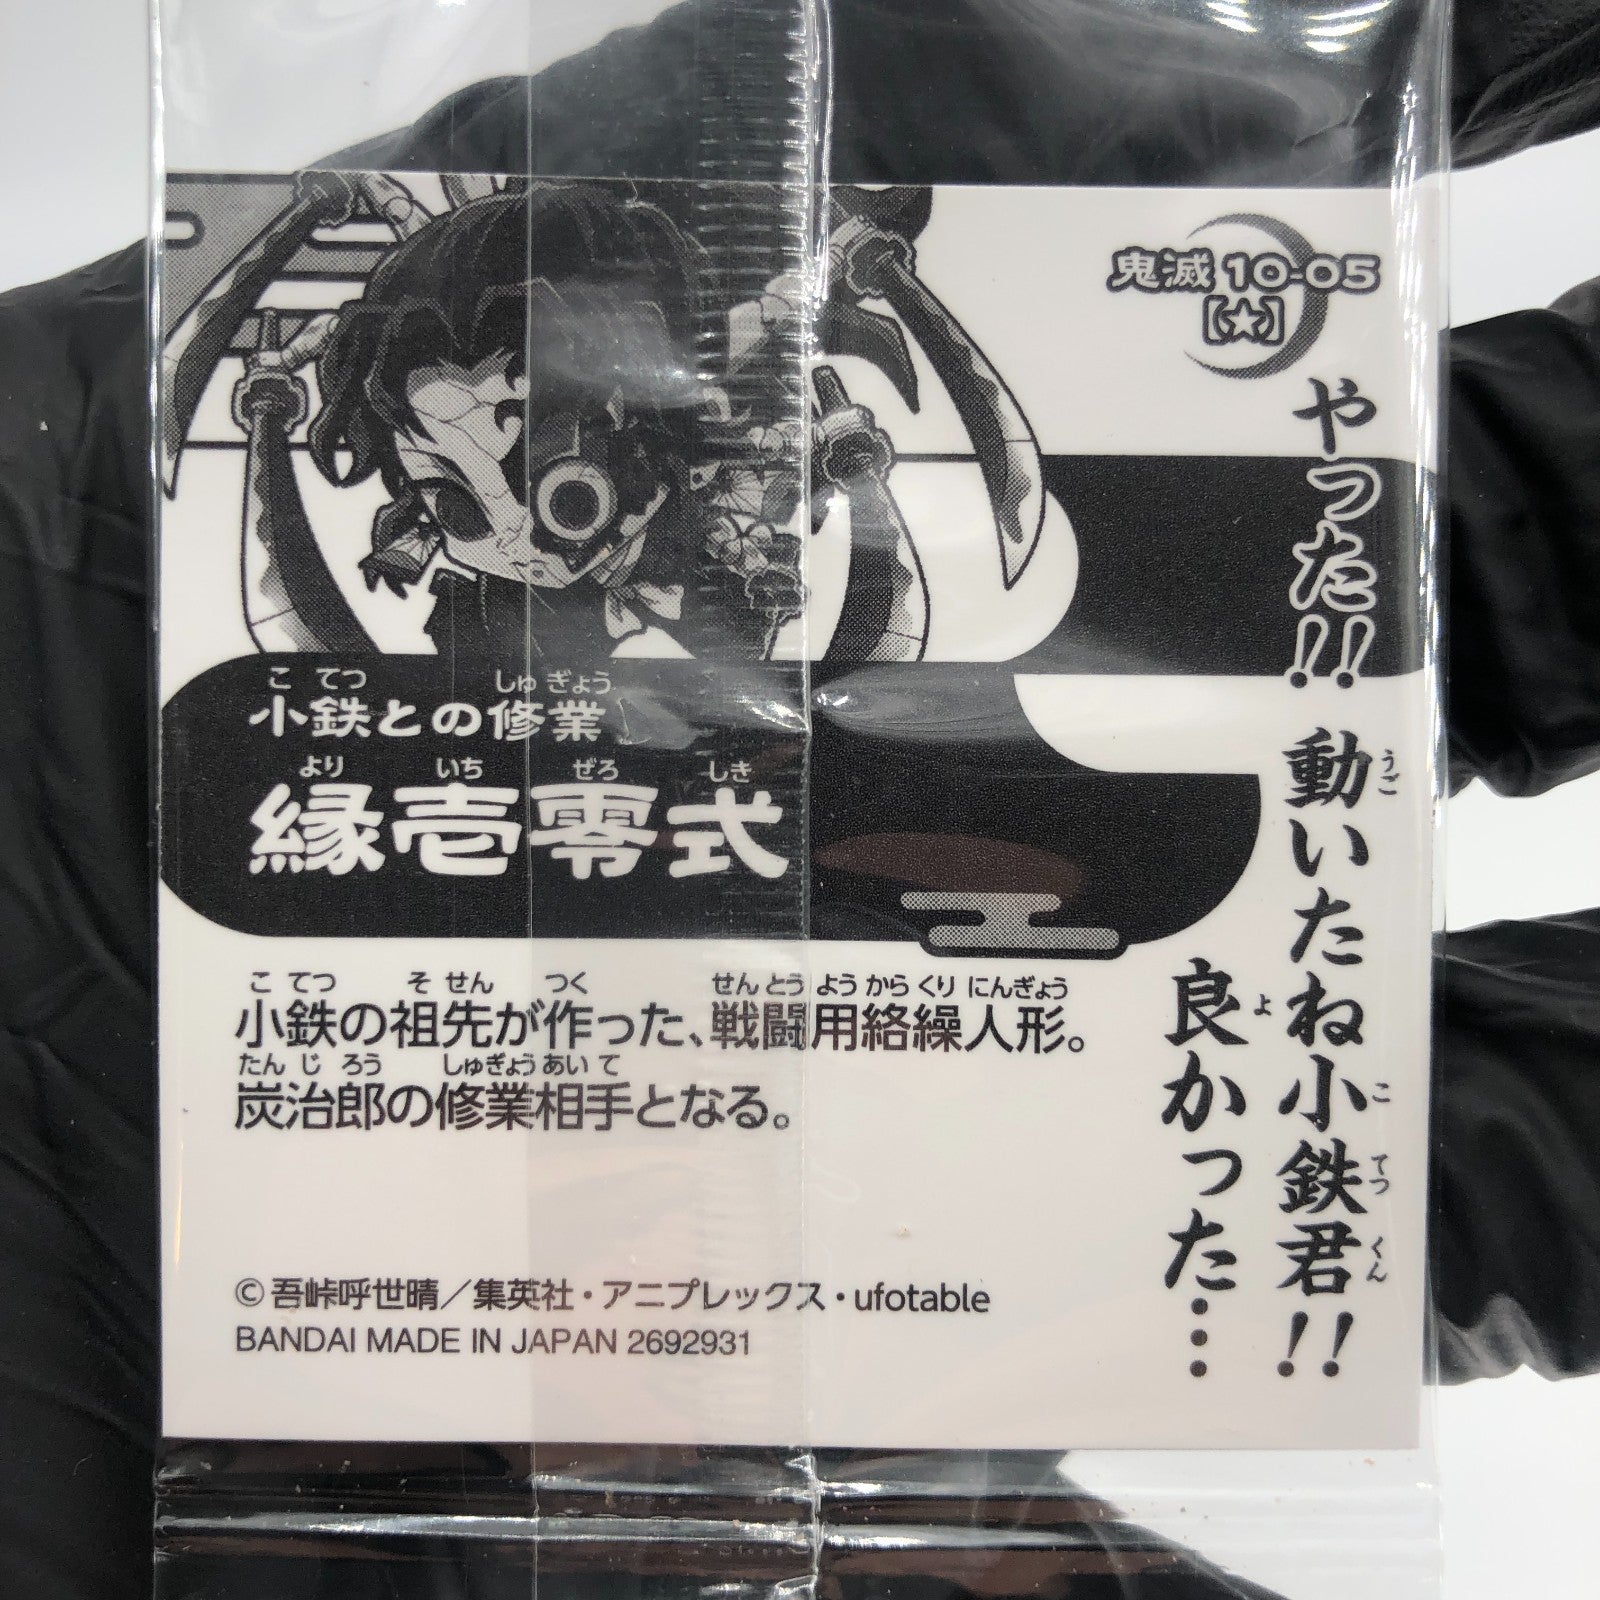 鬼滅 10-05
【★】
やった!! 動いたね小鉄君!!
うご こ てつ くん
良かった…
よ
こ てつ しゅ ぎょう
小鉄との修業
より いち ぜろ しき
縁壱零式
こ てつ そ せん つく せん とう よう から くり にんぎょう
小鉄の祖先が作った、戦闘用絡繰人形。
たん じ ろう しゅぎょう あい て
炭治郎の修業相手となる。
©吾峠呼世晴／集英社・アニプレックス・ufotable
BANDAI MADE IN JAPAN 2692931